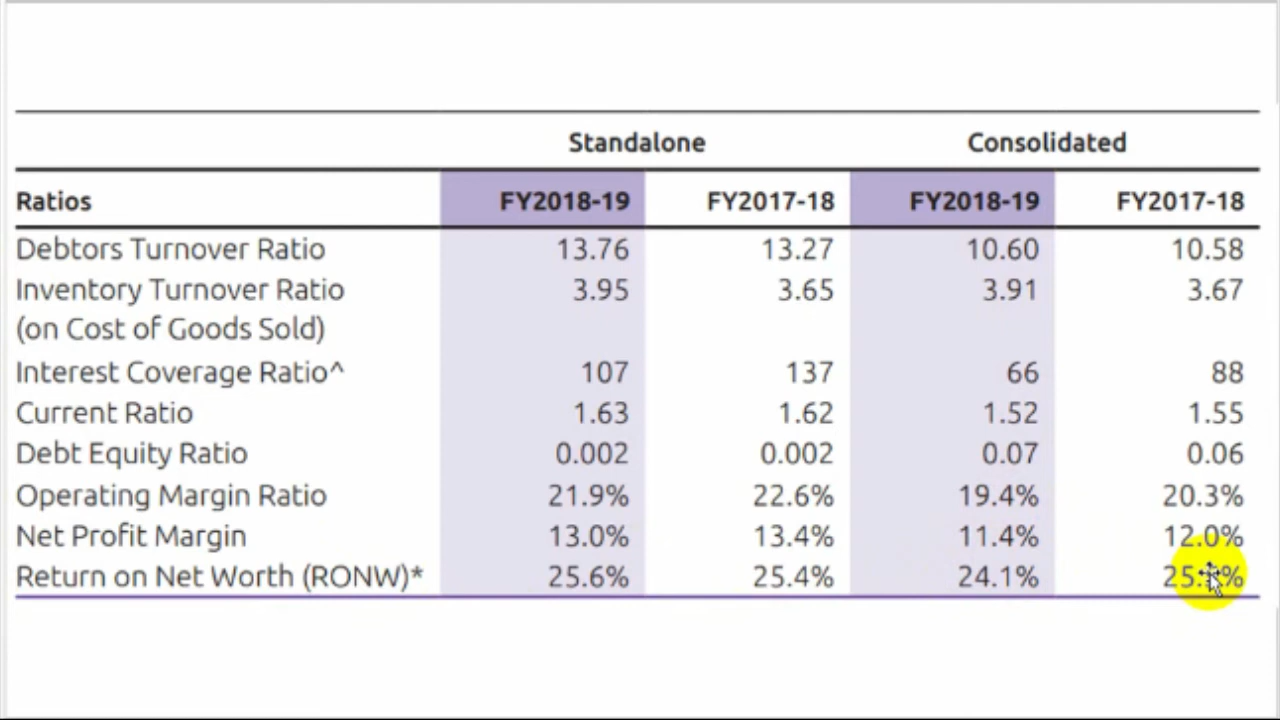 Standalone Consolidated
Ratios FY2018-19 FY2017-18 FY2018-19 FY2017-18
Debtors Turnover Ratio 13.76 13.27 10.60 10.58
Inventory Turnover Ratio 3.95 3.65 3.91 3.67
(on Cost of Goods Sold)
Interest Coverage Ratio^ 107 137 66 88
Current Ratio 1.63 1.62 1.52 1.55
Debt Equity Ratio 0.002 0.002 0.07 0.06
Operating Margin Ratio 21.9% 22.6% 19.4% 20.3%
Net Profit Margin 13.0% 13.4% 11.4% 12.0%
Return on Net Worth (RONW)* 25.6% 25.4% 24.1%